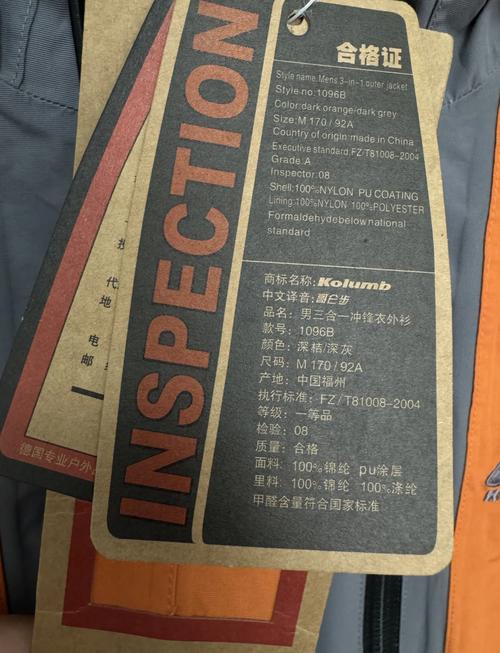 INSPECTION
合格证
Style name:Mens 3-in-1 outer jacket
Style no:1096B
Color:dark orange/dark grey
Size:M 170/92A
Country of origin:made in China
Executive standard:FZ/T81008-2004
Grade:A
Inspector:08
Shell:100%NYLON PU COATING
Lining:100%NYLON 100%POLYESTER
Formaldehydebelownational
standard
商标名称:Kolumb
中文译音:哥仑步
品名:男三合一冲锋衣外衫
款号:1096B
颜色:深桔/深灰
尺码:M 170/92A
产地:中国福州
执行标准:FZ/T81008-2004
等级:一等品
检验:08
质量:合格
面料:100%锦纶 pu涂层
里料:100%锦纶 100%涤纶
甲醛含量符合国家标准
代
地
电
邮
德国专业户外